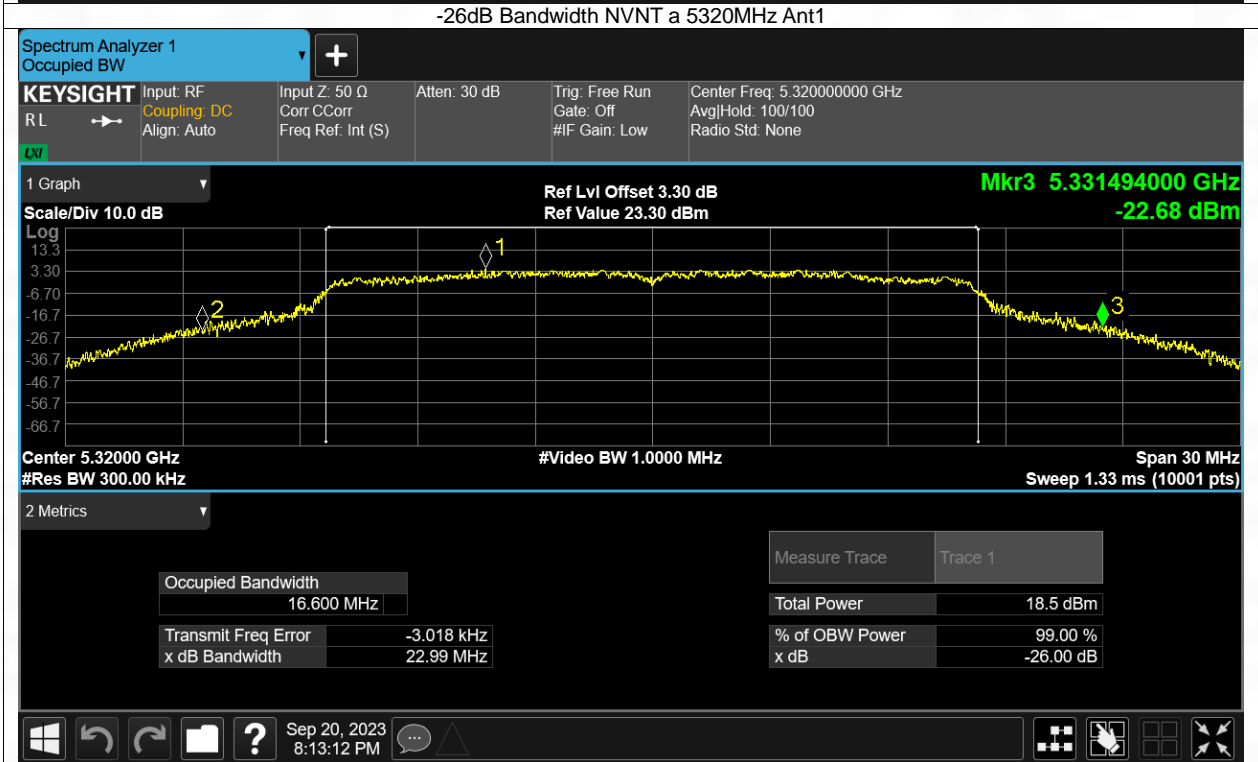 -26dB Bandwidth NVNT a 5320MHz Ant1
Spectrum Analyzer 1
Occupied BW
+
KEYSIGHT
RL
LXI
Input: RF
Coupling: DC
Align: Auto
Input Z: 50 Ω
Corr CCorr
Freq Ref: Int (S)
Atten: 30 dB
Trig: Free Run
Gate: Off
#IF Gain: Low
Center Freq: 5.320000000 GHz
Avg|Hold: 100/100
Radio Std: None
1 Graph
Scale/Div 10.0 dB
Ref Lvl Offset 3.30 dB
Ref Value 23.30 dBm
Mkr3 5.331494000 GHz
-22.68 dBm
Log
13.3
3.30
-6.70
-16.7
-26.7
-36.7
-46.7
-56.7
-66.7
1
2
3
Center 5.32000 GHz
#Video BW 1.0000 MHz
Span 30 MHz
#Res BW 300.00 kHz
Sweep 1.33 ms (10001 pts)
2 Metrics
Measure Trace Trace 1
Occupied Bandwidth
16.600 MHz
Total Power 18.5 dBm
Transmit Freq Error -3.018 kHz
% of OBW Power 99.00 %
x dB Bandwidth 22.99 MHz
x dB -26.00 dB
?
Sep 20, 2023
8:13:12 PM